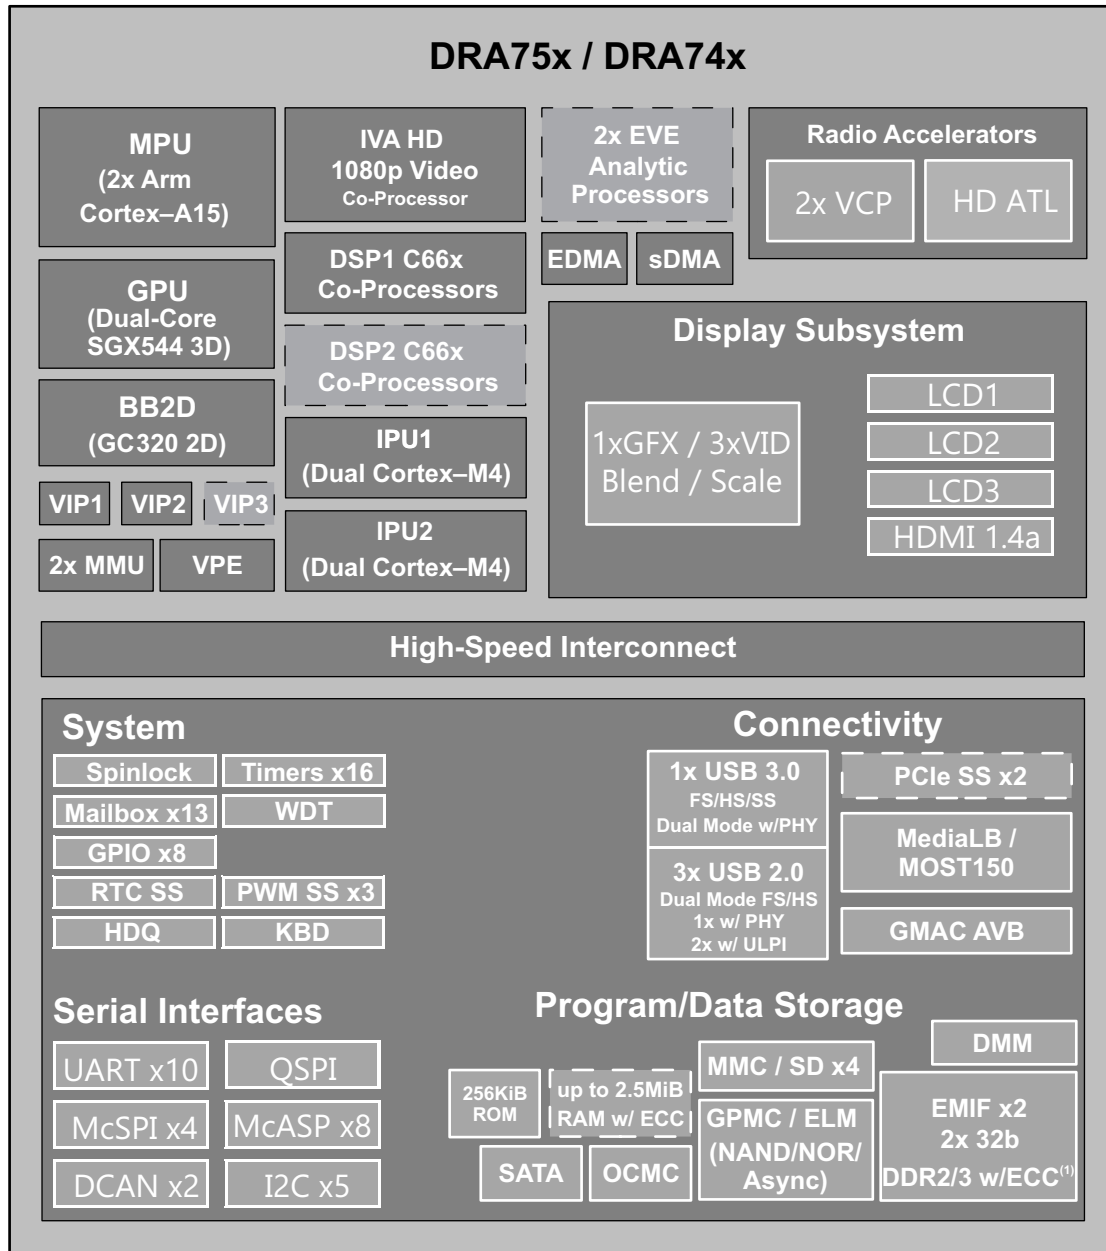 DRA75x / DRA74x
MPU
(2x Arm
Cortex–A15)
GPU
(Dual-Core
SGX544 3D)
BB2D
(GC320 2D)
VIP1
VIP2
VIP3
2x MMU
VPE
IVA HD
1080p Video
Co-Processor
DSP1 C66x
Co-Processors
DSP2 C66x
Co-Processors
IPU1
(Dual Cortex–M4)
IPU2
(Dual Cortex–M4)
2x EVE
Analytic
Processors
EDMA
sDMA
Radio Accelerators
2x VCP
HD ATL
Display Subsystem
1xGFX / 3xVID
Blend / Scale
LCD1
LCD2
LCD3
HDMI 1.4a
High-Speed Interconnect
System
Spinlock
Timers x16
Mailbox x13
WDT
GPIO x8
RTC SS
PWM SS x3
HDQ
KBD
Connectivity
1x USB 3.0
FS/HS/SS
Dual Mode w/PHY
3x USB 2.0
Dual Mode FS/HS
1x w/ PHY
2x w/ ULPI
PCIe SS x2
MediaLB /
MOST150
GMAC AVB
Serial Interfaces
UART x10
QSPI
McSPI x4
McASP x8
DCAN x2
I2C x5
Program/Data Storage
256KiB
ROM
up to 2.5MiB
RAM w/ ECC
SATA
OCMC
MMC / SD x4
GPMC / ELM
(NAND/NOR/
Async)
DMM
EMIF x2
2x 32b
DDR2/3 w/ECC(1)